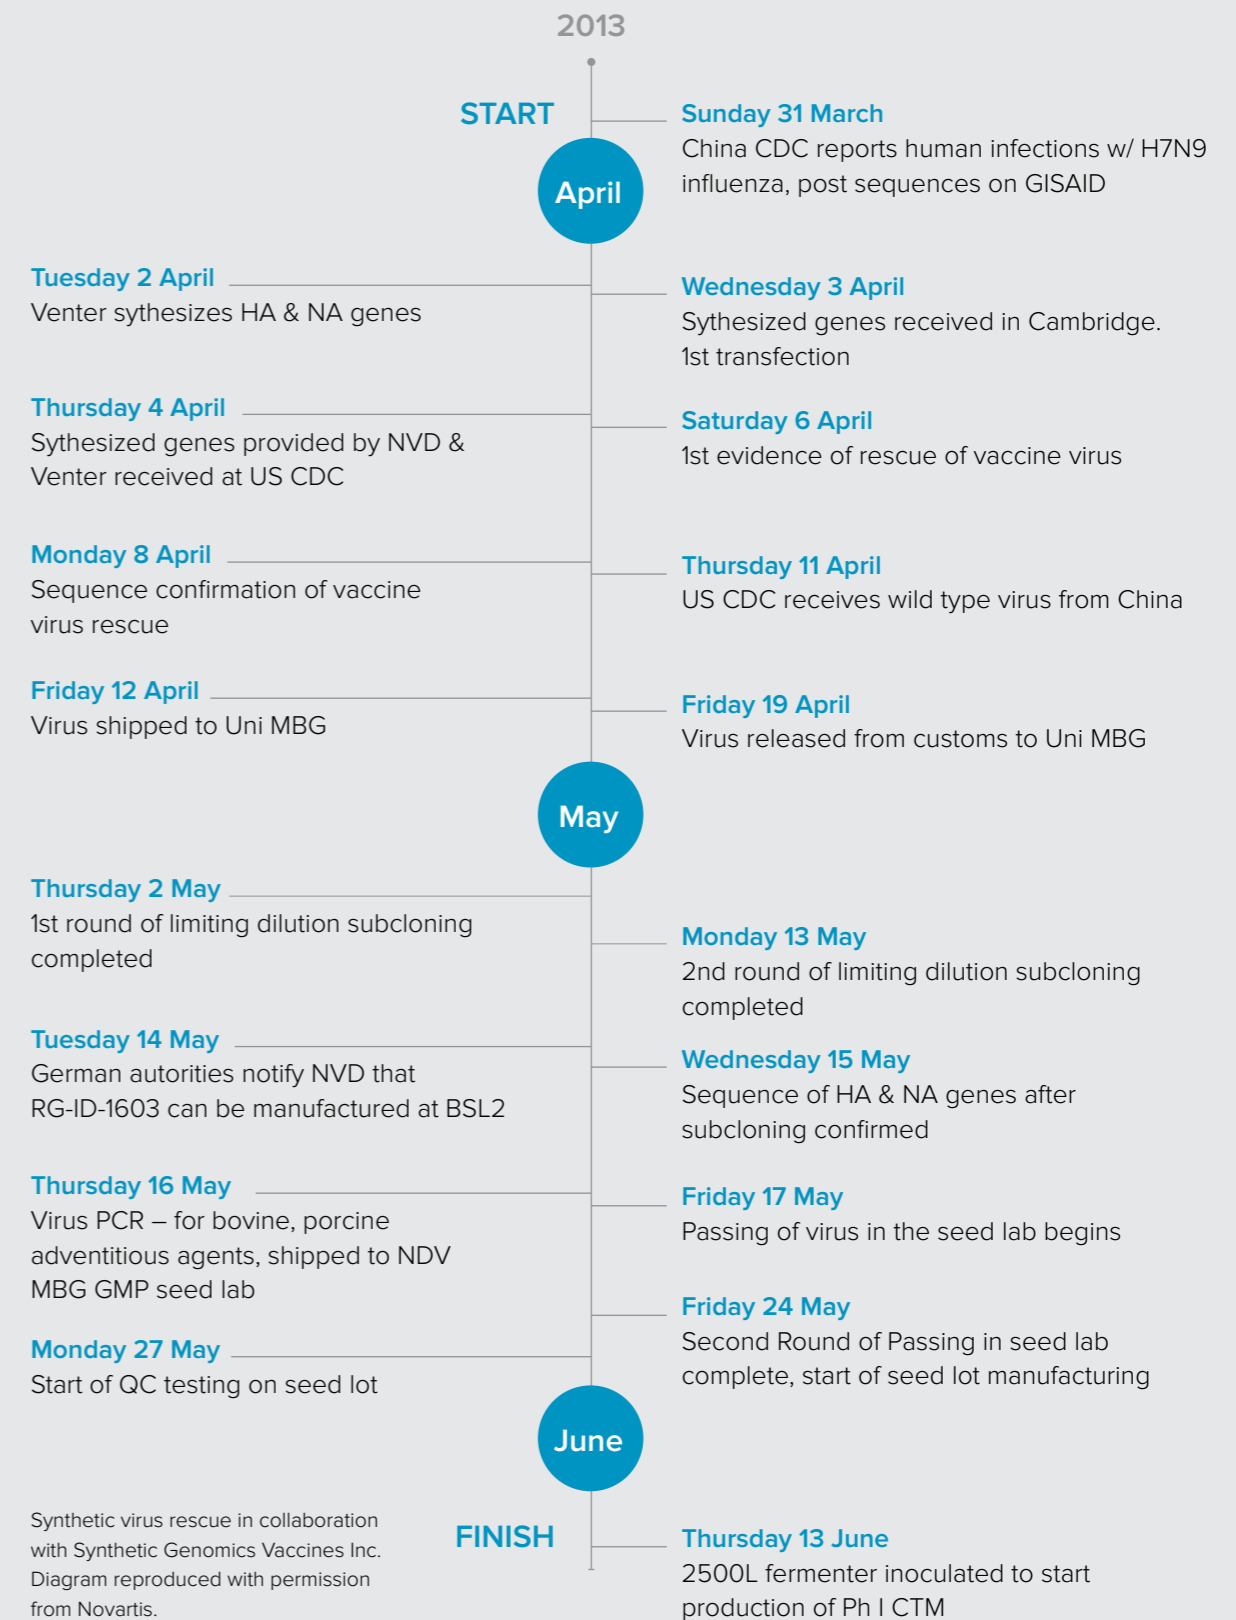 2013
START
Sunday 31 March
China CDC reports human infections w/ H7N9
influenza, post sequences on GISAID
April
Tuesday 2 April
Venter sythesizes HA & NA genes
Wednesday 3 April
Sythesized genes received in Cambridge.
1st transfection
Thursday 4 April
Sythesized genes provided by NVD &
Venter received at US CDC
Saturday 6 April
1st evidence of rescue of vaccine virus
Monday 8 April
Sequence confirmation of vaccine
virus rescue
Thursday 11 April
US CDC receives wild type virus from China
Friday 12 April
Virus shipped to Uni MBG
Friday 19 April
Virus released from customs to Uni MBG
May
Thursday 2 May
1st round of limiting dilution subcloning
completed
Monday 13 May
2nd round of limiting dilution subcloning
completed
Tuesday 14 May
German autorities notify NVD that
RG-ID-1603 can be manufactured at BSL2
Wednesday 15 May
Sequence of HA & NA genes after
subcloning confirmed
Thursday 16 May
Virus PCR – for bovine, porcine
adventitious agents, shipped to NDV
MBG GMP seed lab
Friday 17 May
Passing of virus in the seed lab begins
Friday 24 May
Second Round of Passing in seed lab
complete, start of seed lot manufacturing
Monday 27 May
Start of QC testing on seed lot
June
FINISH
Thursday 13 June
2500L fermenter inoculated to start
production of Ph I CTM
Synthetic virus rescue in collaboration
with Synthetic Genomics Vaccines Inc.
Diagram reproduced with permission
from Novartis.